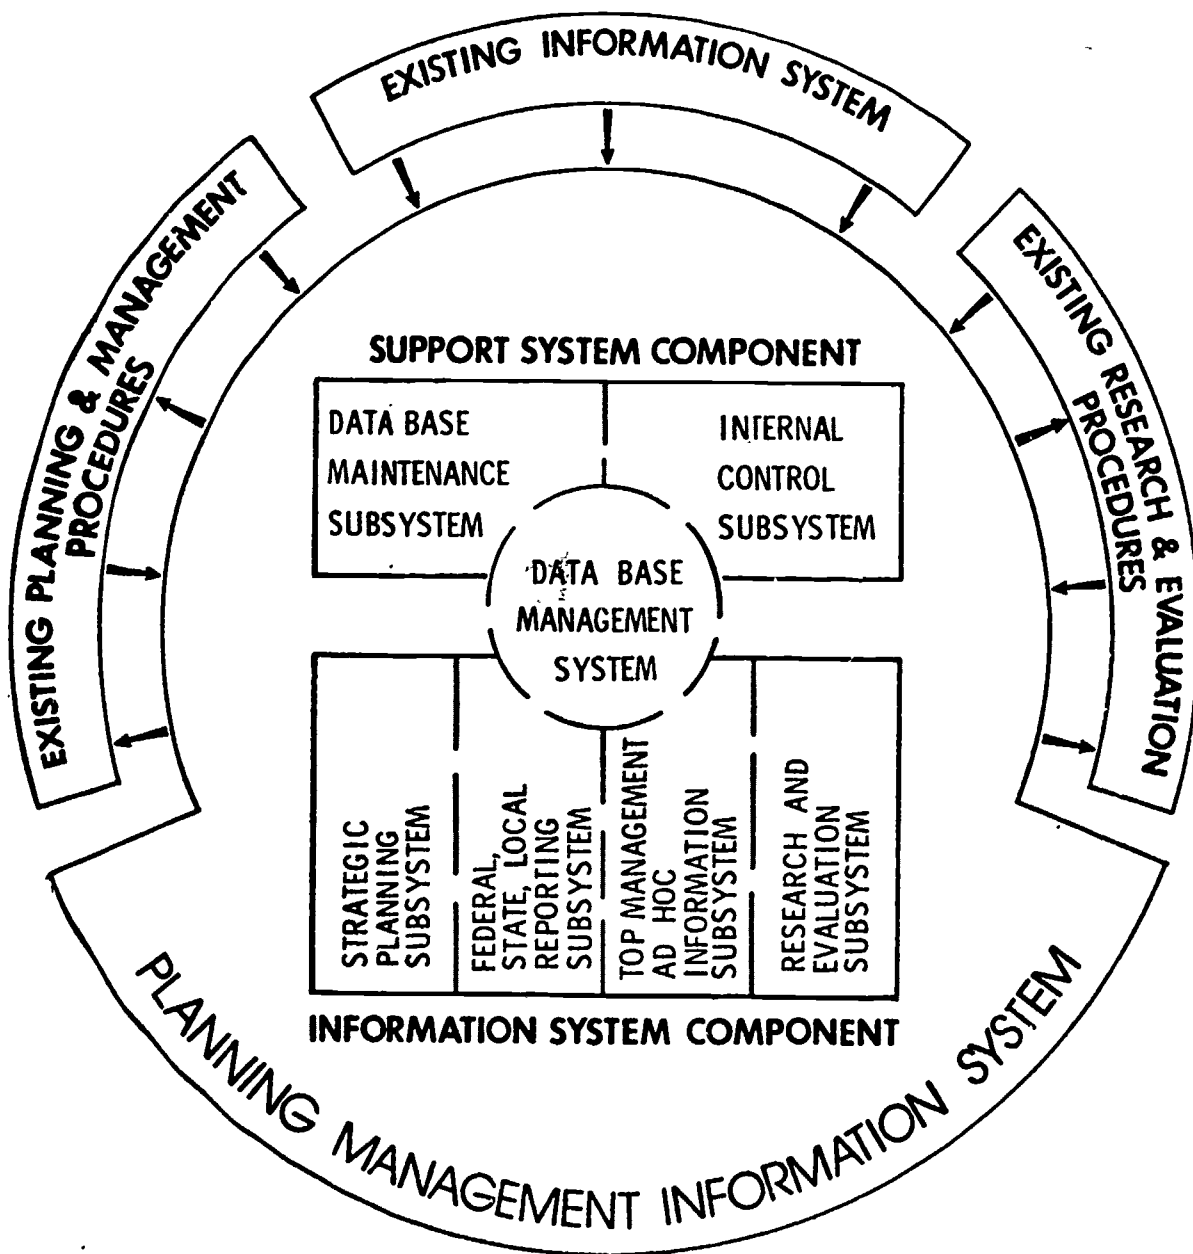 EXISTING INFORMATION SYSTEM
EXISTING PLANNING & MANAGEMENT
PROCEDURES
EXISTING RESEARCH & EVALUATION
PROCEDURES
SUPPORT SYSTEM COMPONENT
DATA BASE
MAINTENANCE
SUBSYSTEM
INTERNAL
CONTROL
SUBSYSTEM
DATA BASE
MANAGEMENT
SYSTEM
STRATEGIC
PLANNING
SUBSYSTEM
FEDERAL,
STATE, LOCAL
REPORTING
SUBSYSTEM
TOP MANAGEMENT
AD HOC
INFORMATION
SUBSYSTEM
RESEARCH AND
EVALUATION
SUBSYSTEM
INFORMATION SYSTEM COMPONENT
PLANNING MANAGEMENT INFORMATION SYSTEM